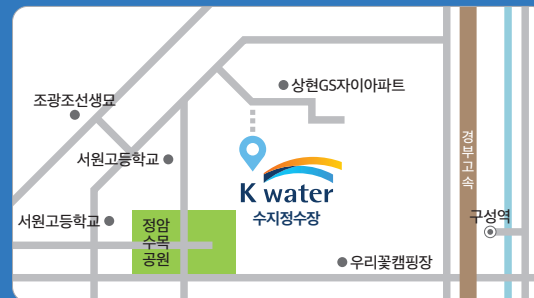 상현GS자이아파트
조광조선생묘
경부고속
서원고등학교
K water
수지정수장
서원고등학교
정암
수목
공원
구성역
우리꽃캠핑장